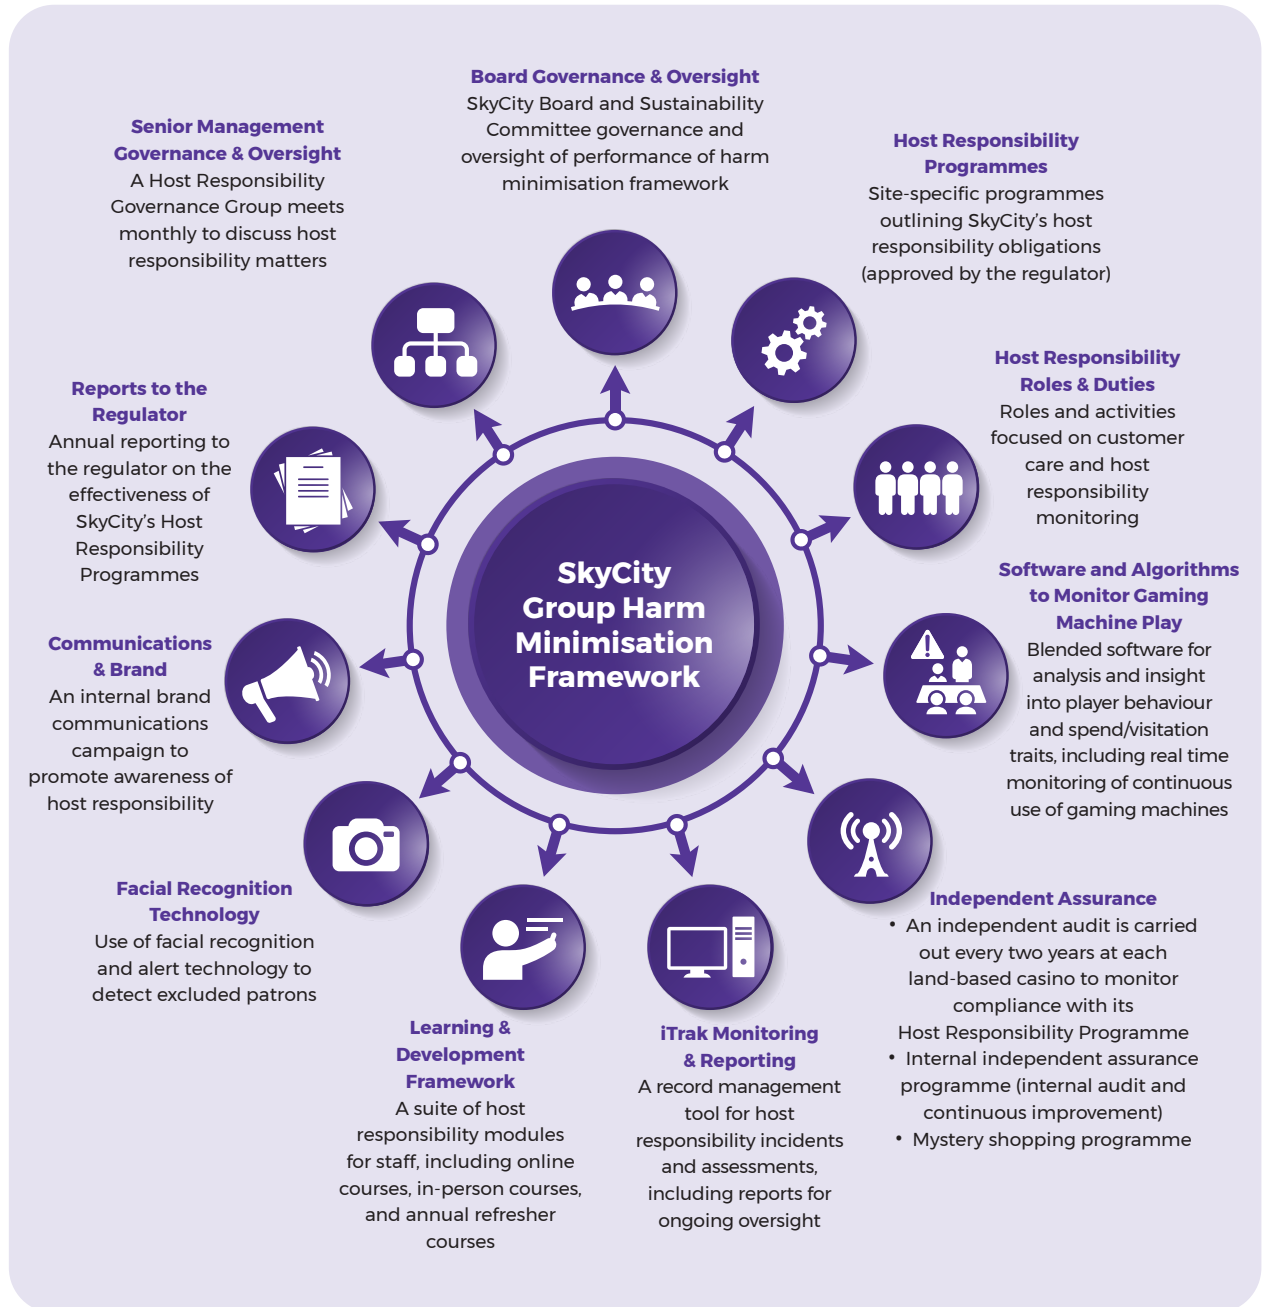 Board Governance & Oversight
SkyCity Board and Sustainability
Committee governance and
oversight of performance of harm
minimisation framework
Senior Management
Governance & Oversight
A Host Responsibility
Governance Group meets
monthly to discuss host
responsibility matters
Host Responsibility
Programmes
Site-specific programmes
outlining SkyCity’s host
responsibility obligations
(approved by the regulator)
Host Responsibility
Roles & Duties
Roles and activities
focused on customer
care and host
responsibility
monitoring
Reports to the
Regulator
Annual reporting to
the regulator on the
effectiveness of
SkyCity’s Host
Responsibility
Programmes
SkyCity
Group Harm
Minimisation
Framework
Software and Algorithms
to Monitor Gaming
Machine Play
Blended software for
analysis and insight
into player behaviour
and spend/visitation
traits, including real time
monitoring of continuous
use of gaming machines
Communications
& Brand
An internal brand
communications
campaign to
promote awareness of
host responsibility
Facial Recognition
Technology
Use of facial recognition
and alert technology to
detect excluded patrons
Independent Assurance
• An independent audit is carried
out every two years at each
land-based casino to monitor
compliance with its
Host Responsibility Programme
• Internal independent assurance
programme (internal audit and
continuous improvement)
• Mystery shopping programme
Learning &
Development
Framework
A suite of host
responsibility modules
for staff, including online
courses, in-person courses,
and annual refresher
courses
iTrak Monitoring
& Reporting
A record management
tool for host
responsibility incidents
and assessments,
including reports for
ongoing oversight